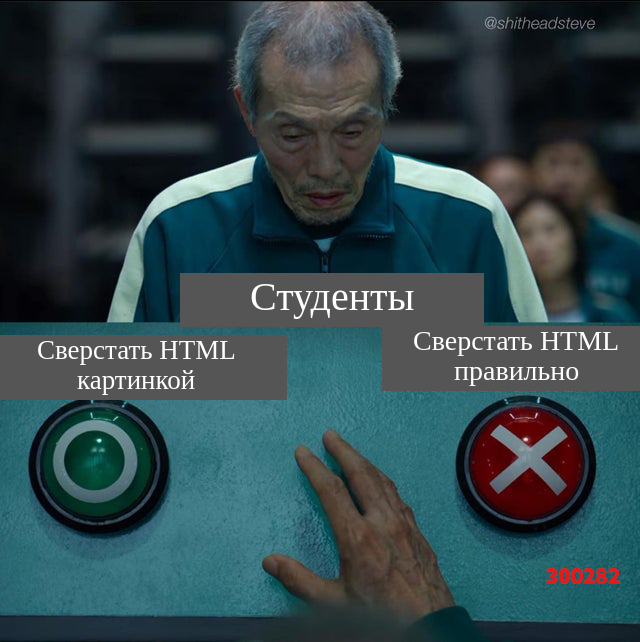 @shitheadsteve
Студенты
Сверстать HTML
картинкой
Сверстать HTML
правильно
300282